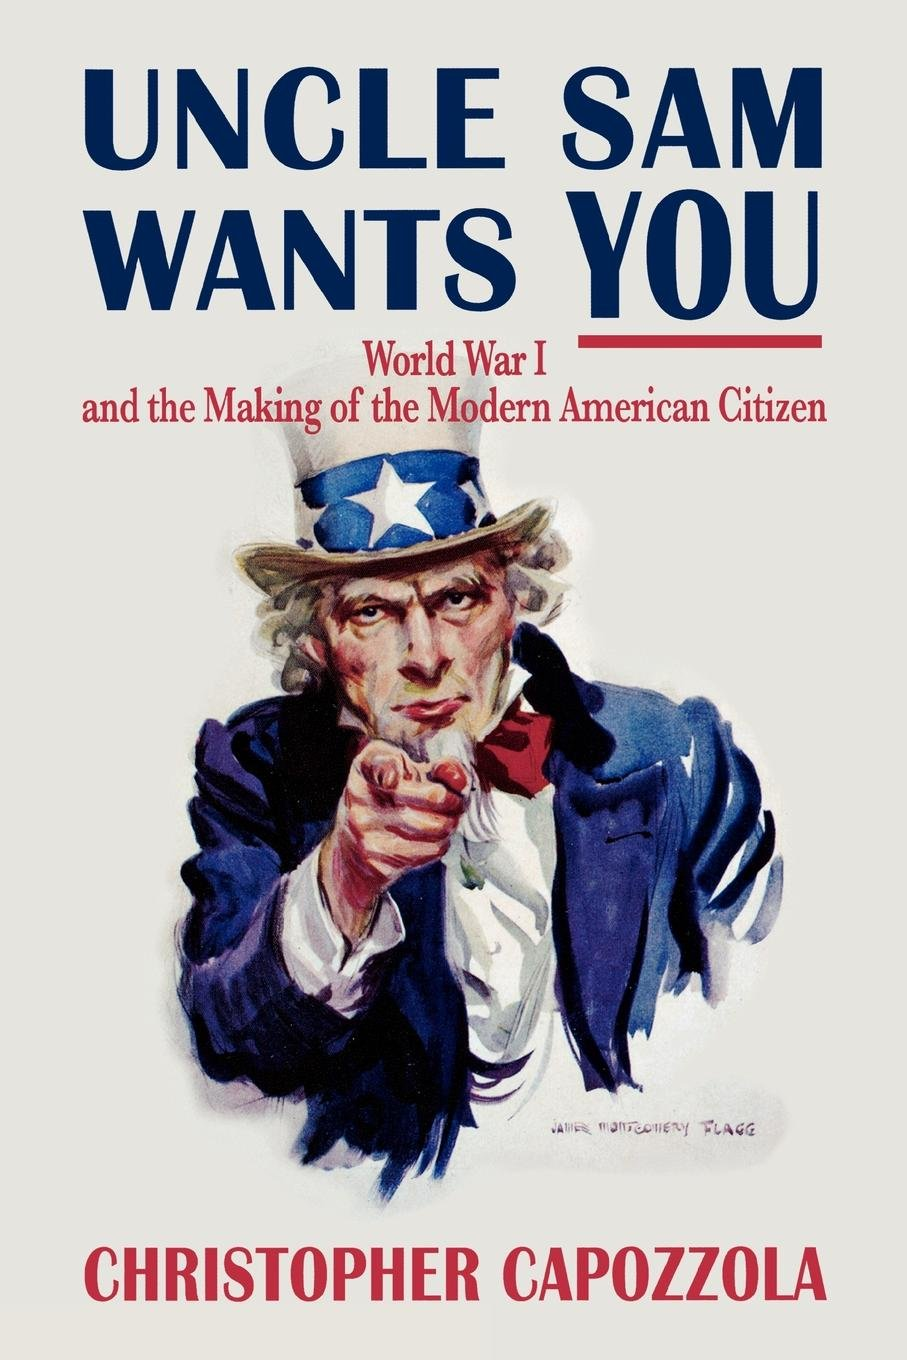 UNCLE SAM
WANTS YOU
World War I
and the Making of the Modern American Citizen
JAMES MONTGOMERY FLAGG
CHRISTOPHER CAPOZZOLA